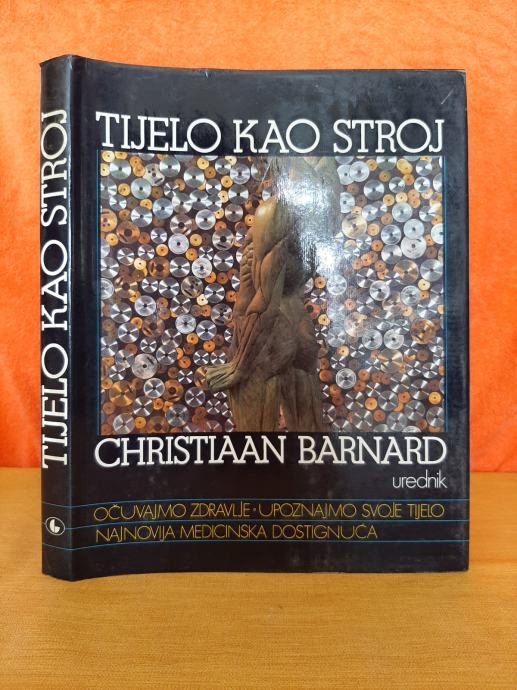 TIJELO KAO STROJ
TIJELO KAO STROJ
CHRISTIAAN BARNARD
urednik
OČUVAJMO ZDRAVLJE • UPOZNAJMO SVOJE TIJELO
NAJNOVIJA MEDICINSKA DOSTIGNUĆA